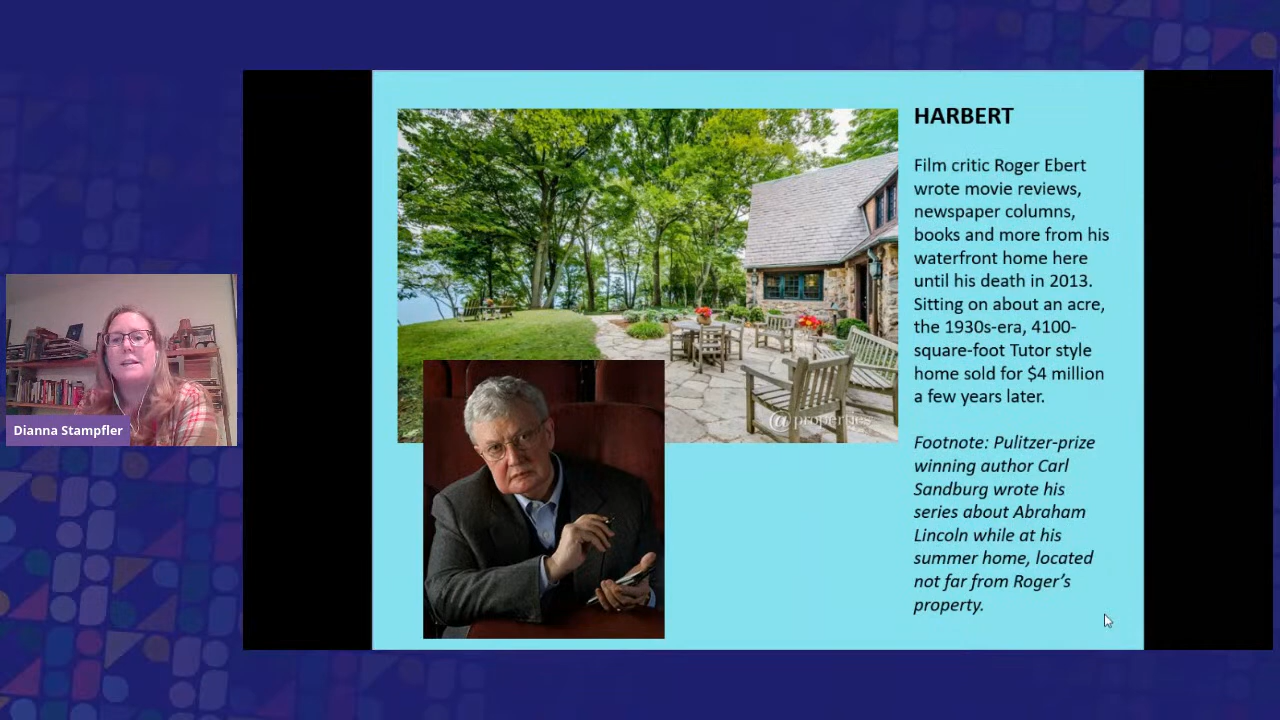 HARBERT
Film critic Roger Ebert
wrote movie reviews,
newspaper columns,
books and more from his
waterfront home here
until his death in 2013.
Sitting on about an acre,
the 1930s-era, 4100-
square-foot Tutor style
home sold for $4 million
a few years later.
Footnote: Pulitzer-prize
winning author Carl
Sandburg wrote his
series about Abraham
Lincoln while at his
summer home, located
not far from Roger’s
property.
@properties
Dianna Stampfler